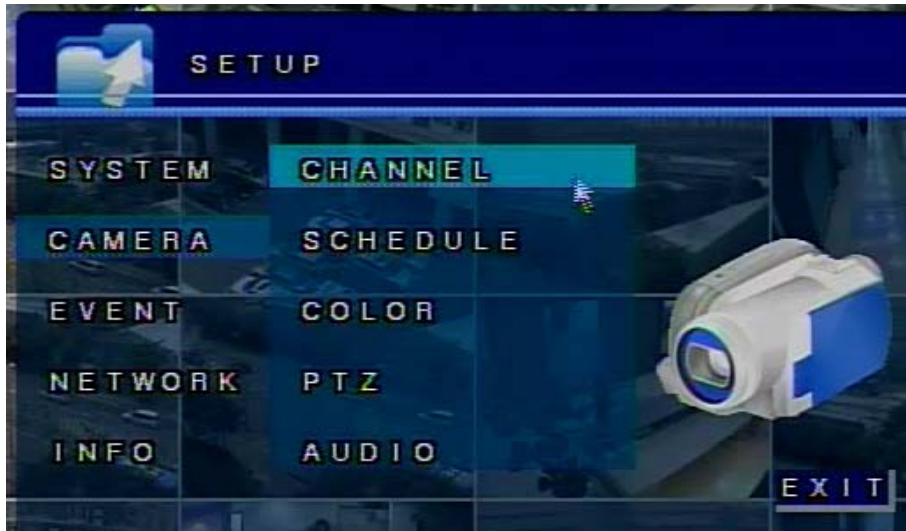 SETUP
SYSTEM
CAMERA
EVENT
NETWORK
INFO
CHANNEL
SCHEDULE
COLOR
PTZ
AUDIO
EXIT